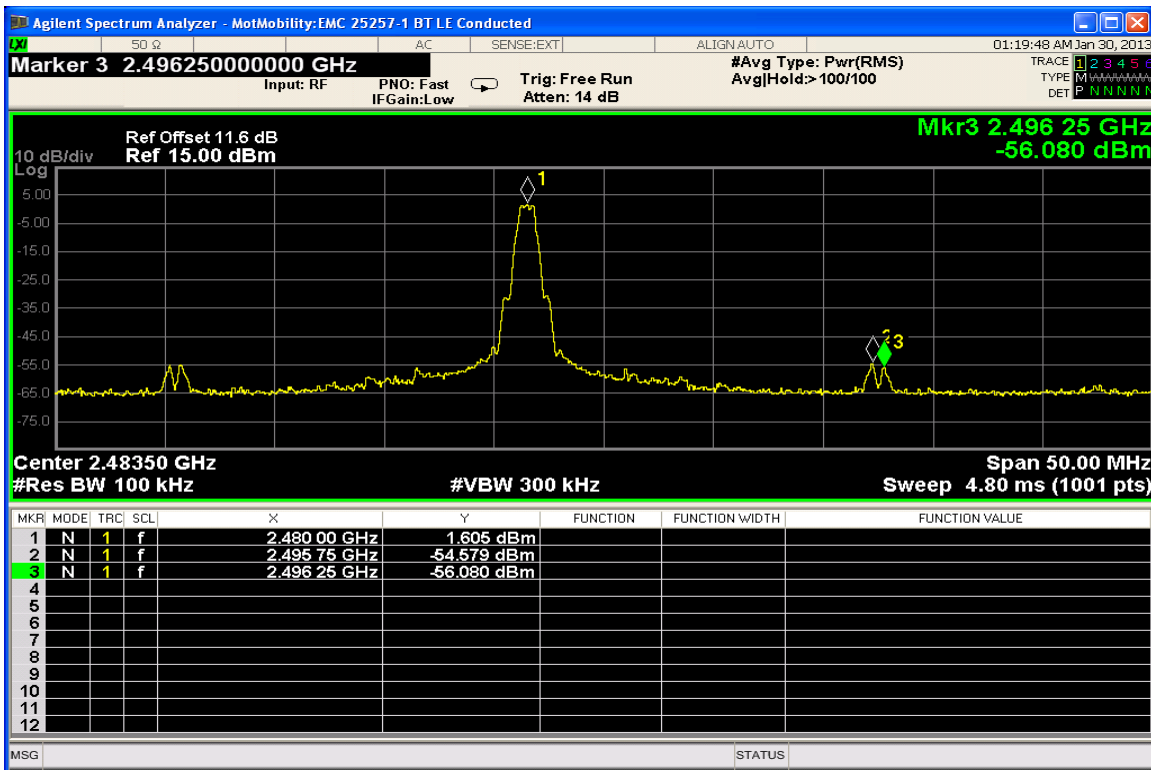 Agilent Spectrum Analyzer - MotMobility:EMC 25257-1 BT LE Conducted
LXI 50 Ω AC SENSE:EXT ALIGN AUTO 01:19:48 AM Jan 30, 2013
Marker 3 2.496250000000 GHz
Input: RF
PNO: Fast
IFGain:Low
Trig: Free Run
Atten: 14 dB
#Avg Type: Pwr(RMS)
Avg|Hold:>100/100
TRACE 1 2 3 4 5 6
TYPE M
DET P N N N N N
Mkr3 2.496 25 GHz
-56.080 dBm
Ref Offset 11.6 dB
10 dB/div Ref 15.00 dBm
Log
5.00
-5.00
-15.0
-25.0
-35.0
-45.0
-55.0
-65.0
-75.0
1
2
3
Center 2.48350 GHz Span 50.00 MHz
#Res BW 100 kHz #VBW 300 kHz Sweep 4.80 ms (1001 pts)
MKR MODE TRC SCL X Y FUNCTION FUNCTION WIDTH FUNCTION VALUE
1 N 1 f 2.480 00 GHz 1.605 dBm
2 N 1 f 2.495 75 GHz -54.579 dBm
3 N 1 f 2.496 25 GHz -56.080 dBm
4
5
6
7
8
9
10
11
12
MSG STATUS